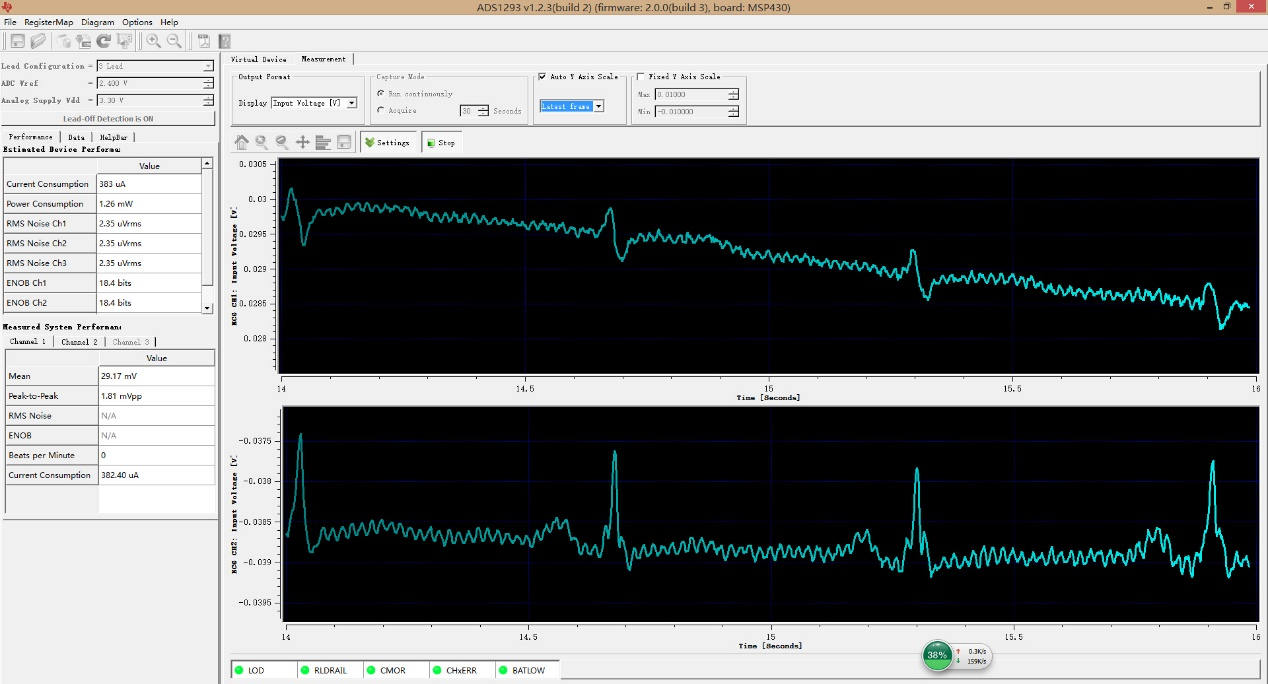 ADS1293 v1.2.3(build 2) (firmware: 2.0.0(build 3), board: MSP430)
File RegisterMap Diagram Options Help
Lead Configuration = 3 Lead
ADC Vref = 2.400 V
Analog Supply Vdd = 3.30 V
Lead-Off Detection is ON
Performance Data HelpBar
Estimated Device Performa
Value
Current Consumption 383 uA
Power Consumption 1.26 mW
RMS Noise Ch1 2.35 uVrms
RMS Noise Ch2 2.35 uVrms
RMS Noise Ch3 2.35 uVrms
ENOB Ch1 18.4 bits
ENOB Ch2 18.4 bits
Measured System Performan
Channel 1 Channel 2 Channel 3
Value
Mean 29.17 mV
Peak-to-Peak 1.81 mVpp
RMS Noise N/A
ENOB N/A
Beats per Minute 0
Current Consumption 382.40 uA
Virtual Device Measurement
Output Format
Display Input Voltage [V]
Capture Mode
Run continuously
Acquire 30 Seconds
Auto Y Axis Scale
Latest frame
Fixed Y Axis Scale
Max 0.01000
Min -0.010000
Settings Stop
ECG CH1: Input Voltage [V]
0.0305
0.03
0.0295
0.029
0.0285
0.028
14 14.5 15 15.5 16
Time [Seconds]
ECG CH2: Input Voltage [V]
-0.0375
-0.038
-0.0385
-0.039
-0.0395
14 14.5 15 15.5 16
Time [Seconds]
LOD RLDRAIL CMOR CHxERR BATLOW
38%
0.3K/s
159K/s